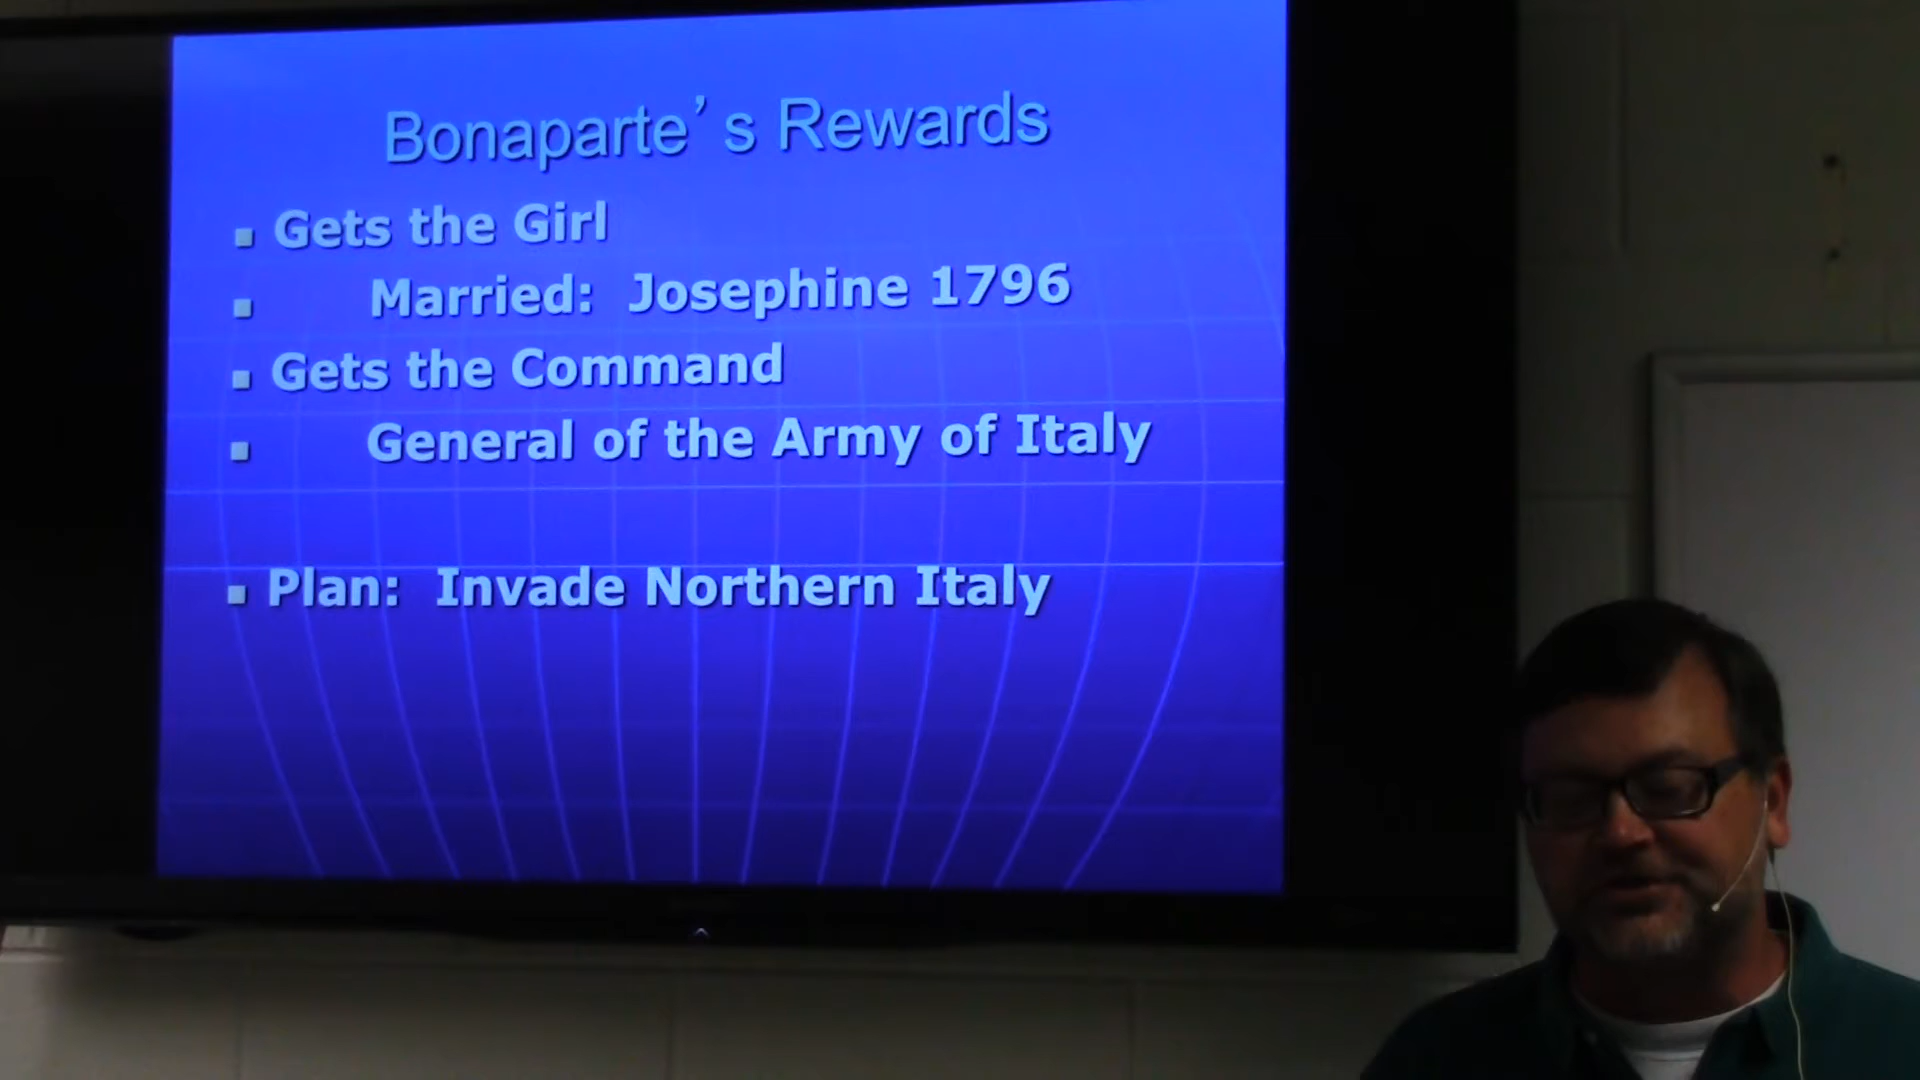 Bonaparte’s Rewards
Gets the Girl
Married: Josephine 1796
Gets the Command
General of the Army of Italy
Plan: Invade Northern Italy